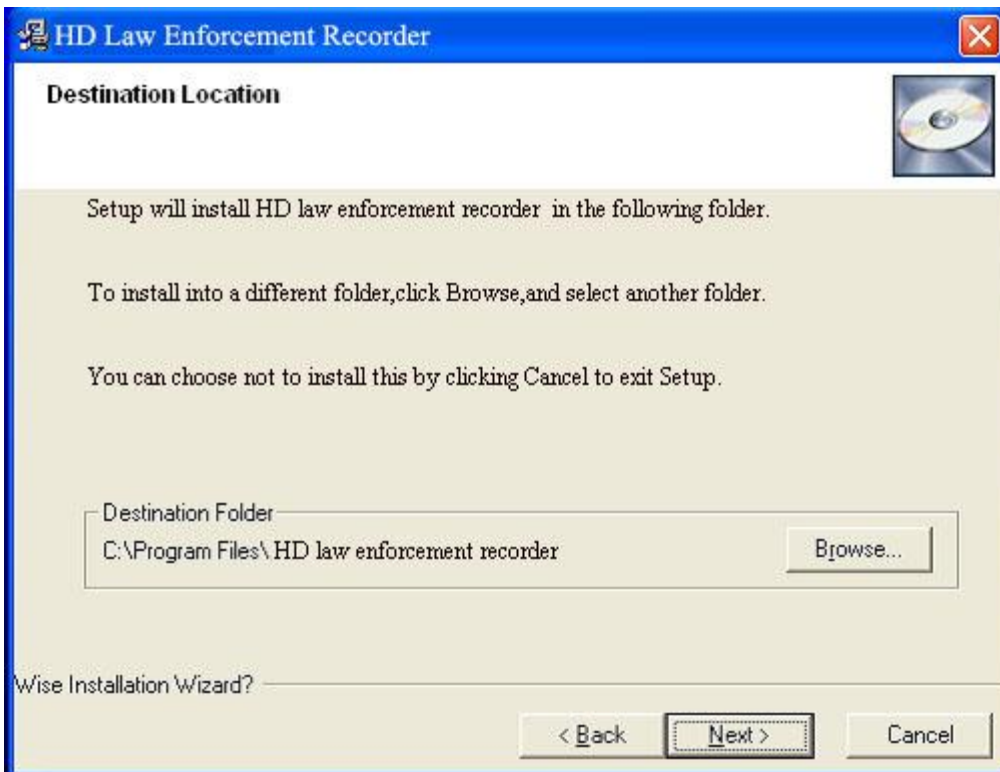 HD Law Enforcement Recorder
Destination Location
Setup will install HD law enforcement recorder in the following folder.
To install into a different folder,click Browse,and select another folder.
You can choose not to install this by clicking Cancel to exit Setup.
Destination Folder
C:\Program Files\ HD law enforcement recorder
Browse...
Wise Installation Wizard?
< Back
Next >
Cancel